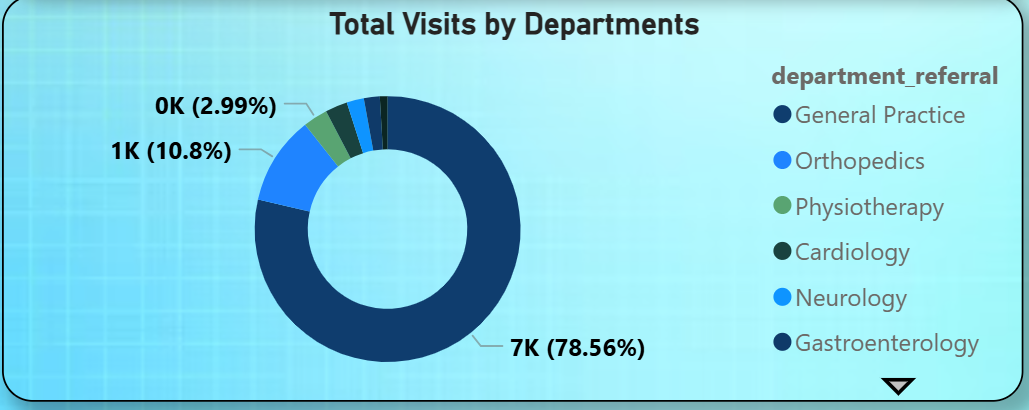 Total Visits by Departments
department_referral
General Practice
Orthopedics
Physiotherapy
Cardiology
Neurology
Gastroenterology
0K (2.99%)
1K (10.8%)
7K (78.56%)